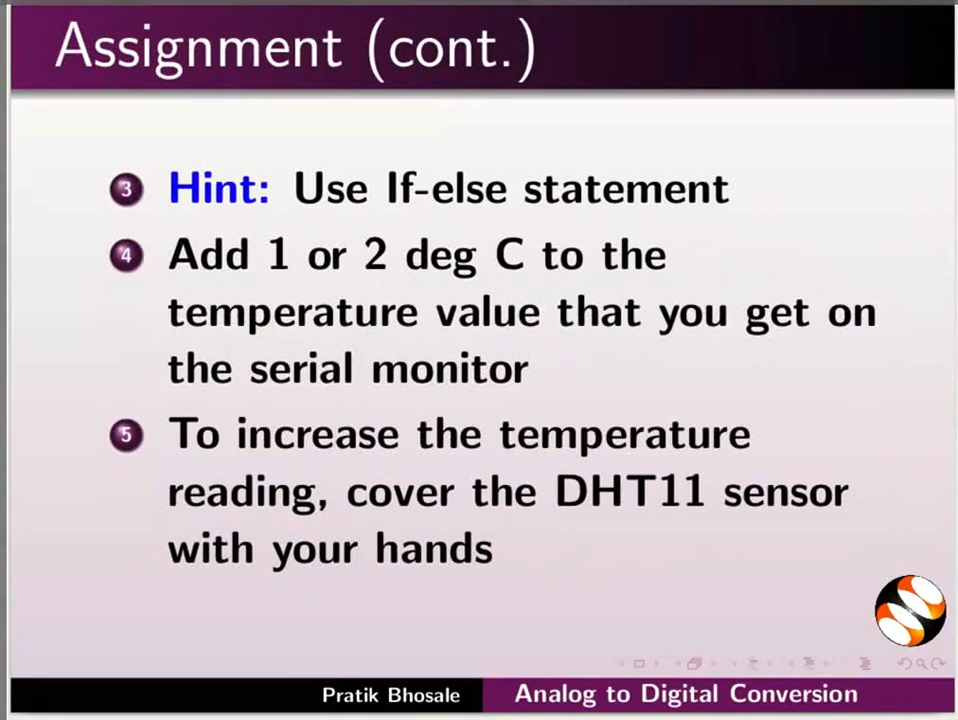 Assignment (cont.)
3 Hint: Use If-else statement
4 Add 1 or 2 deg C to the
temperature value that you get on
the serial monitor
5 To increase the temperature
reading, cover the DHT11 sensor
with your hands
Pratik Bhosale Analog to Digital Conversion